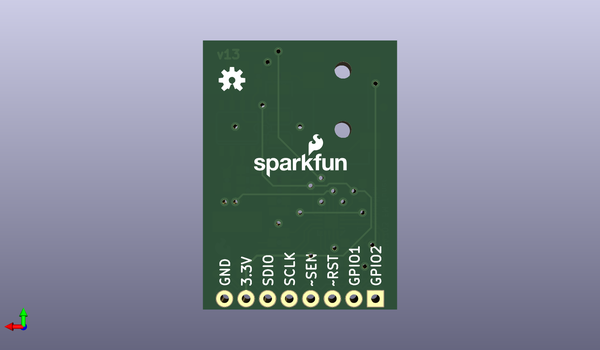 v13
sparkfun
GND
3.3V
SDIO
SCLK
~SEN
~RST
GPIO1
GPIO2